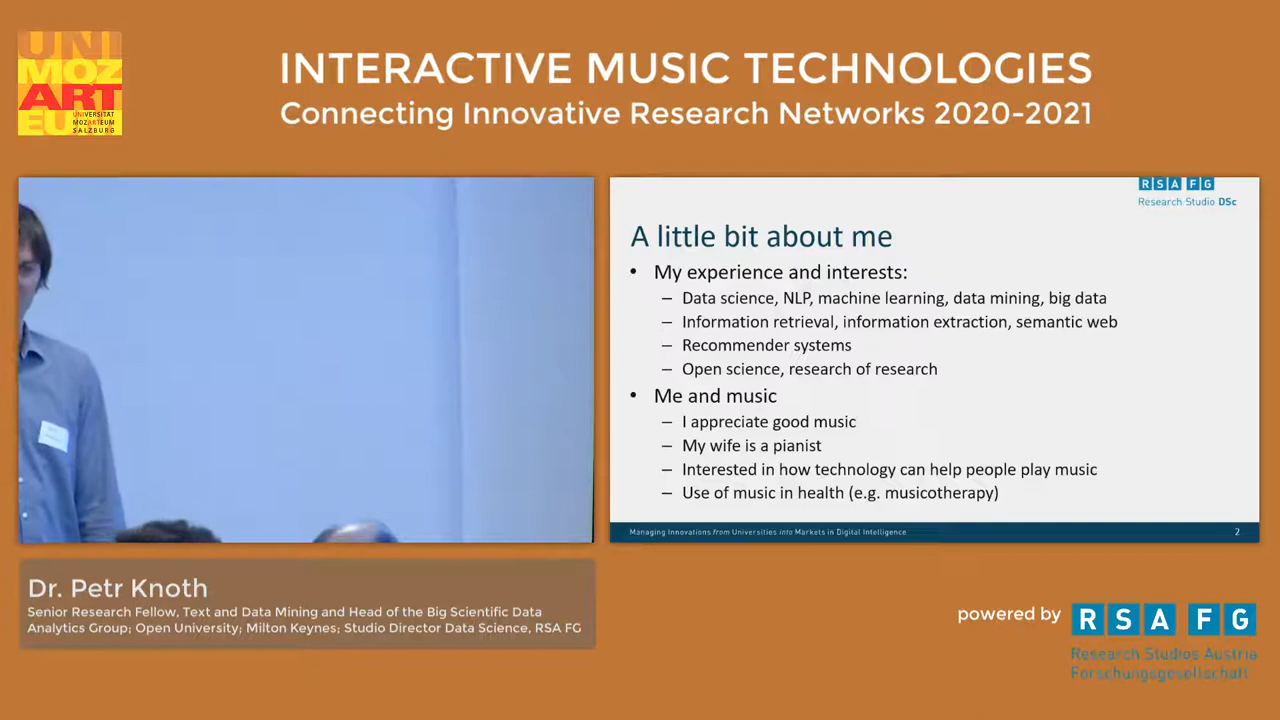 UNI
MOZ
ART
EU
UNIVERSITÄT
MOZARTEUM
SALZBURG
INTERACTIVE MUSIC TECHNOLOGIES
Connecting Innovative Research Networks 2020-2021
RSA FG
Research Studio DSc
A little bit about me
• My experience and interests:
– Data science, NLP, machine learning, data mining, big data
– Information retrieval, information extraction, semantic web
– Recommender systems
– Open science, research of research
• Me and music
– I appreciate good music
– My wife is a pianist
– Interested in how technology can help people play music
– Use of music in health (e.g. musicotherapy)
Managing Innovations from Universities into Markets in Digital Intelligence
2
Dr. Petr Knoth
Senior Research Fellow, Text and Data Mining and Head of the Big Scientific Data
Analytics Group; Open University; Milton Keynes; Studio Director Data Science, RSA FG
powered by
RSA FG
Research Studios Austria
Forschungsgesellschaft